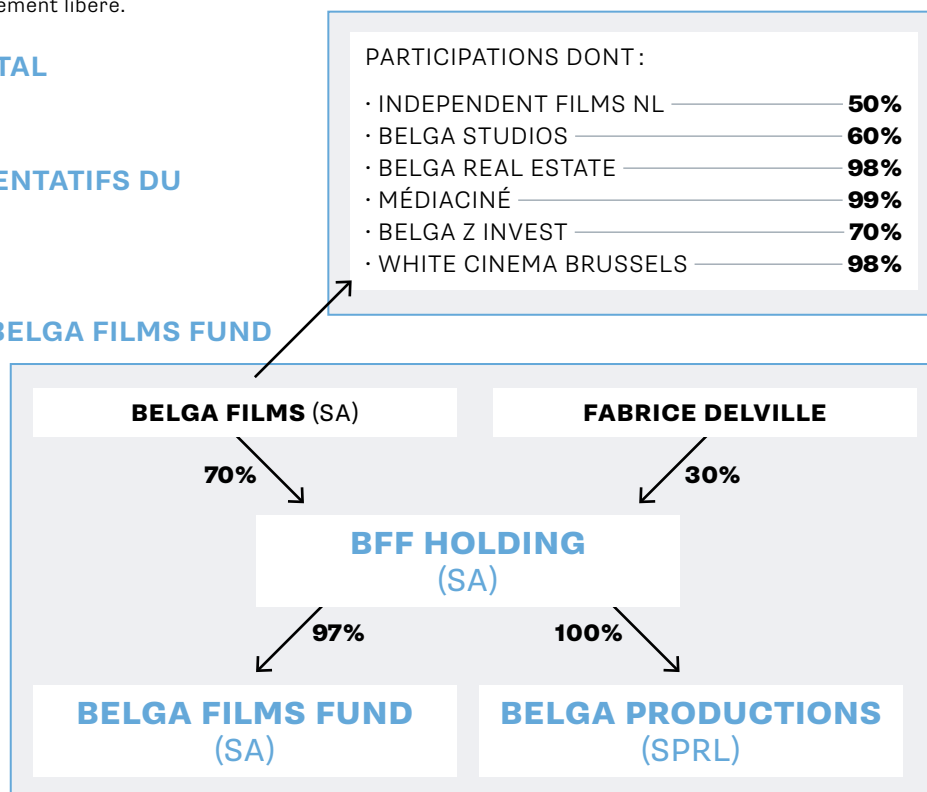 ement libéré.
TAL
ENTATIFS DU
BELGA FILMS FUND
PARTICIPATIONS DONT :
· INDEPENDENT FILMS NL 50%
· BELGA STUDIOS 60%
· BELGA REAL ESTATE 98%
· MÉDIACINÉ 99%
· BELGA Z INVEST 70%
· WHITE CINEMA BRUSSELS 98%
BELGA FILMS (SA)
FABRICE DELVILLE
70%
30%
BFF HOLDING
(SA)
97%
100%
BELGA FILMS FUND
(SA)
BELGA PRODUCTIONS
(SPRL)